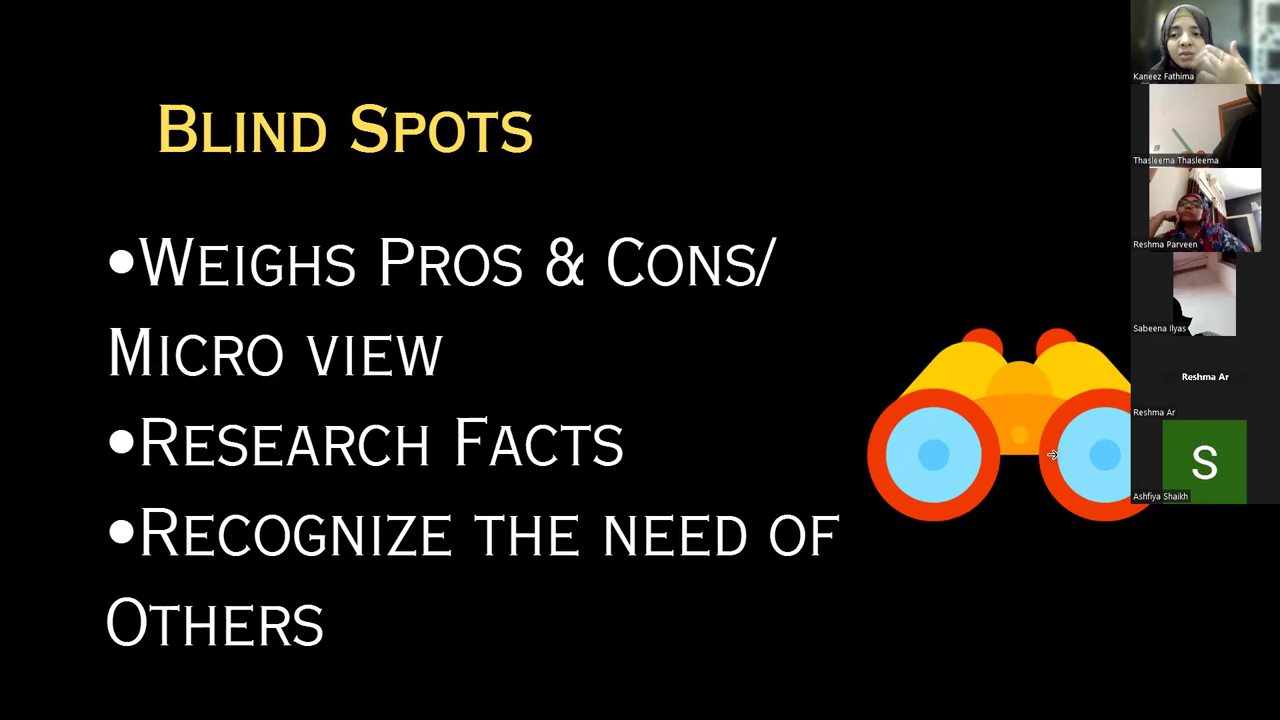 Blind Spots
•Weighs Pros & Cons/
Micro view
•Research Facts
•Recognize the need of
Others
Kaneez Fathima
Thasleema Thasleema
Reshma Parveen
Sabeena Ilyas
Reshma Ar
Reshma Ar
S
Ashfiya Shaikh